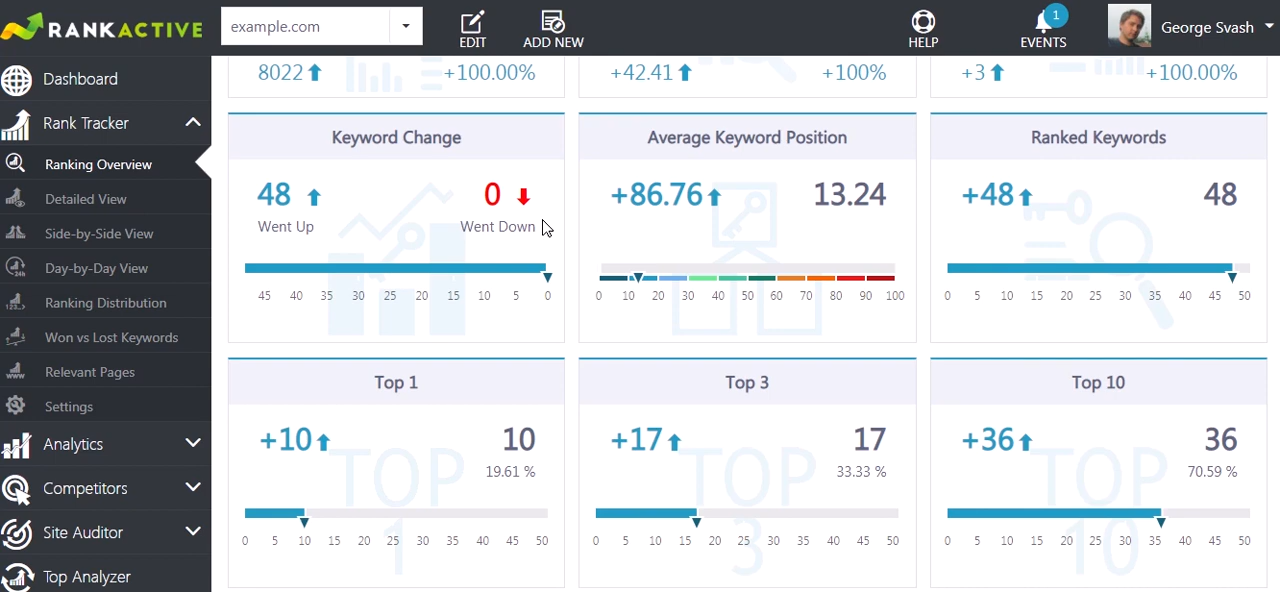 RANKACTIVE
example.com
EDIT
ADD NEW
HELP
1
EVENTS
George Svash
Dashboard
Rank Tracker
Ranking Overview
Detailed View
Side-by-Side View
Day-by-Day View
Ranking Distribution
Won vs Lost Keywords
Relevant Pages
Settings
Analytics
Competitors
Site Auditor
Top Analyzer
8022 +100.00%
+42.41 +100%
+3 +100.00%
Keyword Change
48 0
Went Up Went Down
45 40 35 30 25 20 15 10 5 0
Average Keyword Position
+86.76 13.24
0 10 20 30 40 50 60 70 80 90 100
Ranked Keywords
+48 48
0 5 10 15 20 25 30 35 40 45 50
Top 1
+10 10
19.61 %
TOP
1
0 5 10 15 20 25 30 35 40 45 50
Top 3
+17 17
33.33 %
TOP
3
0 5 10 15 20 25 30 35 40 45 50
Top 10
+36 36
70.59 %
TOP
10
0 5 10 15 20 25 30 35 40 45 50